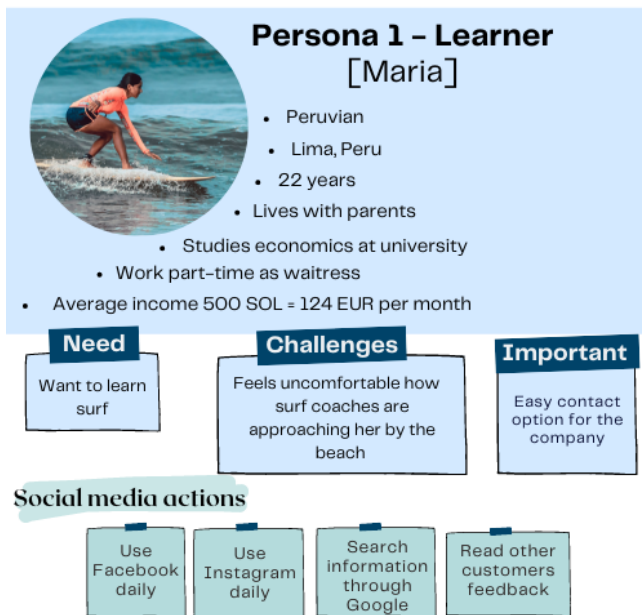 Persona 1 - Learner
[Maria]
• Peruvian
• Lima, Peru
• 22 years
• Lives with parents
• Studies economics at university
• Work part-time as waitress
• Average income 500 SOL = 124 EUR per month
Need
Want to learn
surf
Challenges
Feels uncomfortable how
surf coaches are
approaching her by the
beach
Important
Easy contact
option for the
company
Social media actions
Use
Facebook
daily
Use
Instagram
daily
Search
information
through
Google
Read other
customers
feedback